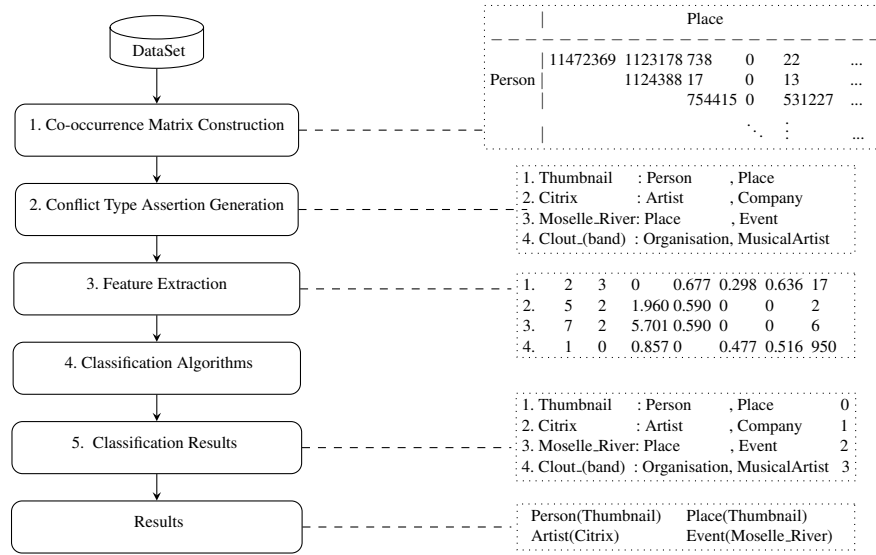 DataSet
| Place
Person | 11472369 1123178 738 0 22 ...
1124388 17 0 13 ...
| 754415 0 531227 ...
| ⋱ ⋮ ...
1. Co-occurrence Matrix Construction
2. Conflict Type Assertion Generation
1. Thumbnail : Person , Place
2. Citrix : Artist , Company
3. Moselle_River: Place , Event
4. Clout_(band) : Organisation, MusicalArtist
3. Feature Extraction
1. 2 3 0 0.677 0.298 0.636 17
2. 5 2 1.960 0.590 0 0 2
3. 7 2 5.701 0.590 0 0 6
4. 1 0 0.857 0 0.477 0.516 950
4. Classification Algorithms
5. Classification Results
1. Thumbnail : Person , Place 0
2. Citrix : Artist , Company 1
3. Moselle_River: Place , Event 2
4. Clout_(band) : Organisation, MusicalArtist 3
Results
Person(Thumbnail) Place(Thumbnail)
Artist(Citrix) Event(Moselle_River)